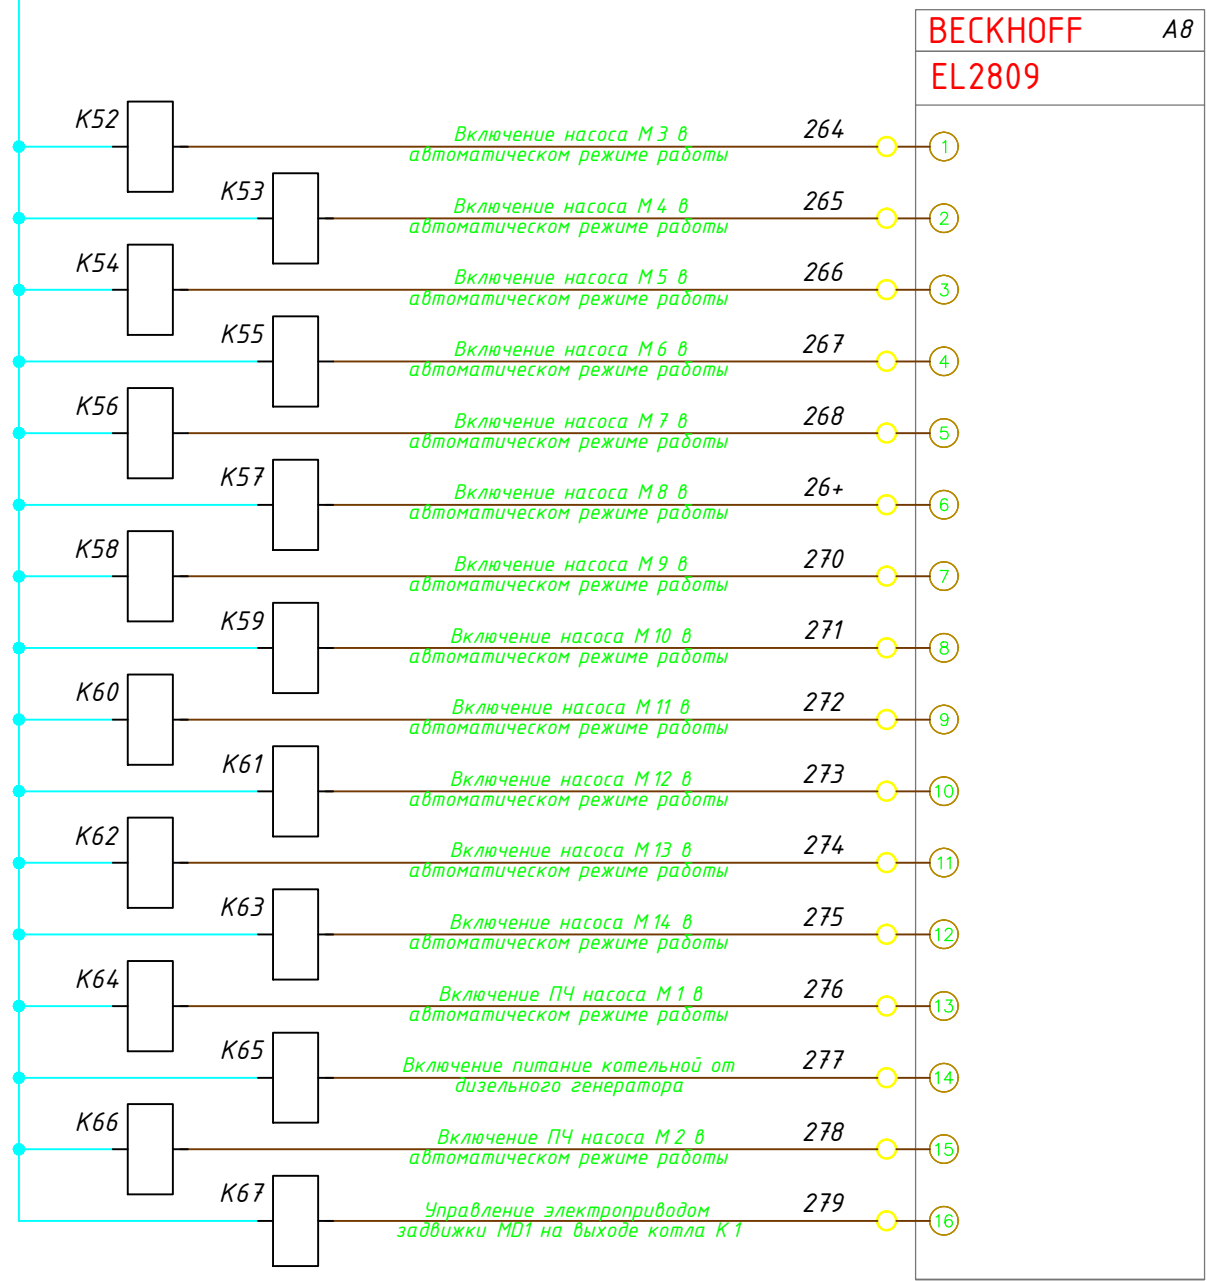 BECKHOFF A8
EL2809
K52 Включение насоса М 3 в 264 1
автоматическом режиме работы
K53 Включение насоса М 4 в 265 2
автоматическом режиме работы
K54 Включение насоса М 5 в 266 3
автоматическом режиме работы
K55 Включение насоса М 6 в 267 4
автоматическом режиме работы
K56 Включение насоса М 7 в 268 5
автоматическом режиме работы
K57 Включение насоса М 8 в 26+ 6
автоматическом режиме работы
K58 Включение насоса М 9 в 270 7
автоматическом режиме работы
K59 Включение насоса М 10 в 271 8
автоматическом режиме работы
K60 Включение насоса М 11 в 272 9
автоматическом режиме работы
K61 Включение насоса М 12 в 273 10
автоматическом режиме работы
K62 Включение насоса М 13 в 274 11
автоматическом режиме работы
K63 Включение насоса М 14 в 275 12
автоматическом режиме работы
K64 Включение ПЧ насоса М 1 в 276 13
автоматическом режиме работы
K65 Включение питание котельной от 277 14
дизельного генератора
K66 Включение ПЧ насоса М 2 в 278 15
автоматическом режиме работы
K67 Управление электроприводом 279 16
задвижки MD1 на выходе котла К 1